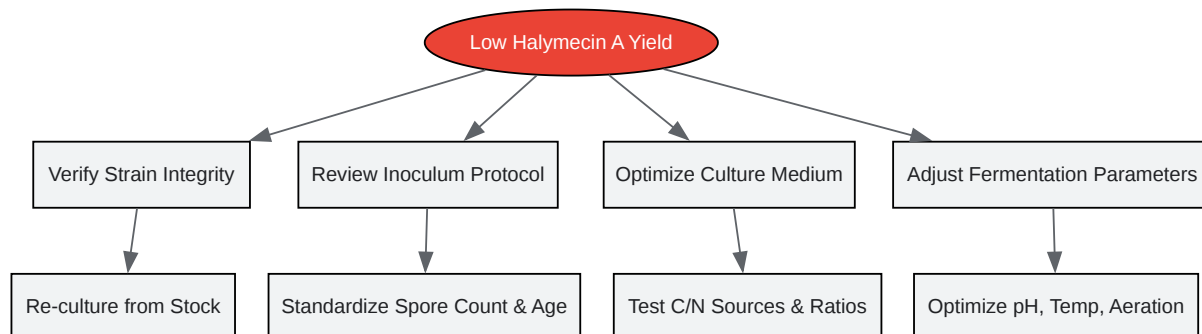 Low Halymecin A Yield
Verify Strain Integrity
Review Inoculum Protocol
Optimize Culture Medium
Adjust Fermentation Parameters
Re-culture from Stock
Standardize Spore Count & Age
Test C/N Sources & Ratios
Optimize pH, Temp, Aeration